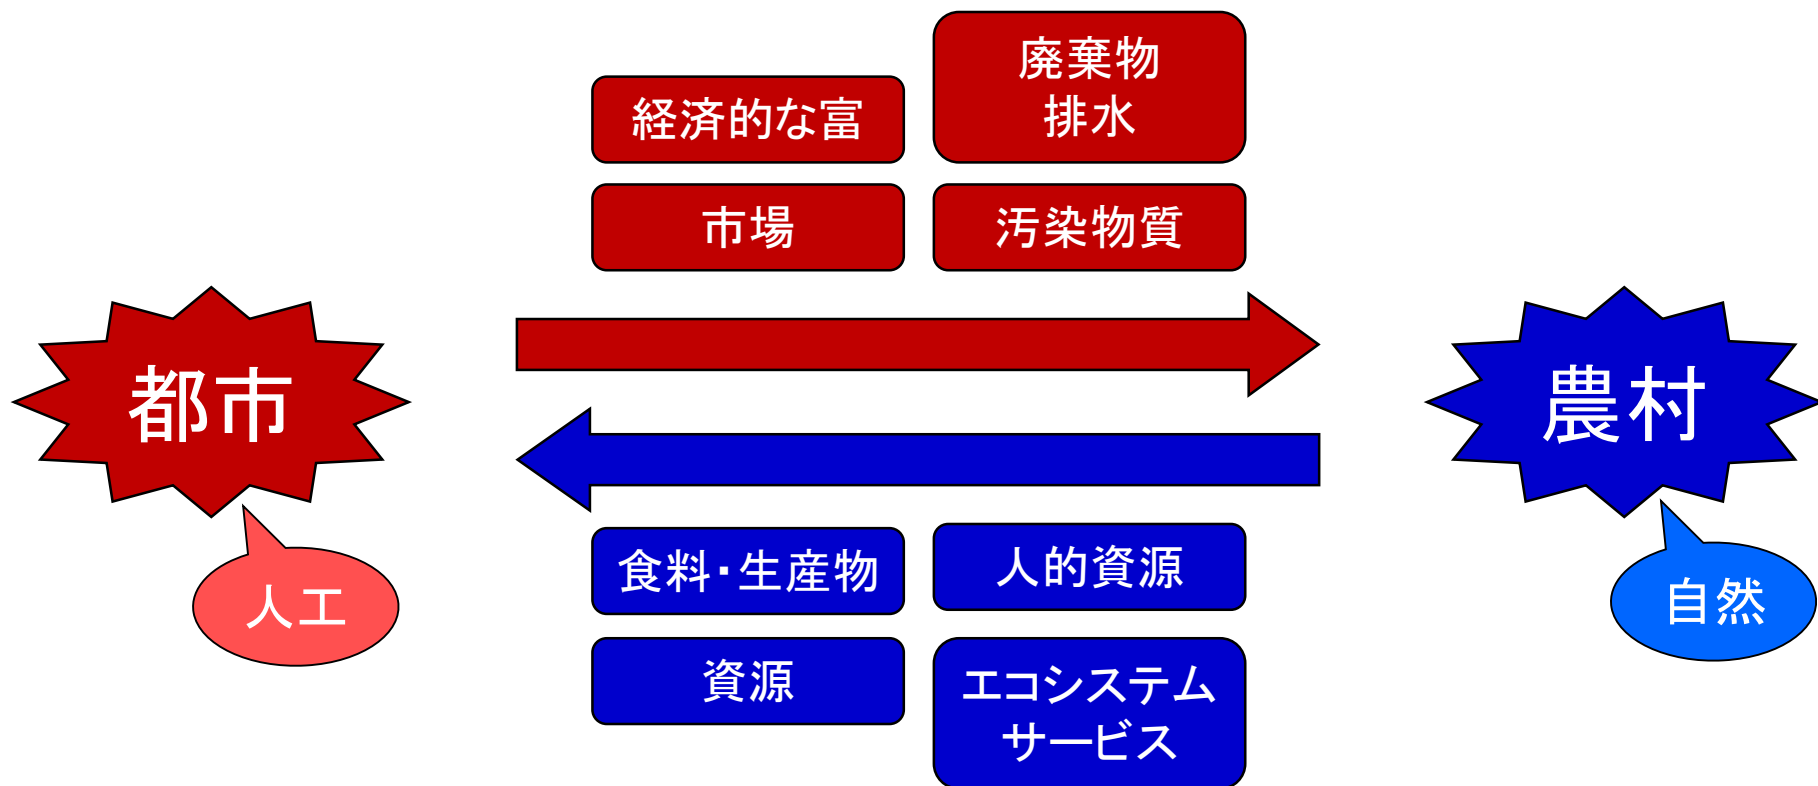 廃棄物
排水
経済的な富
市場
汚染物質
都市
農村
食料・生産物
人的資源
人工
自然
資源
エコシステム
サービス